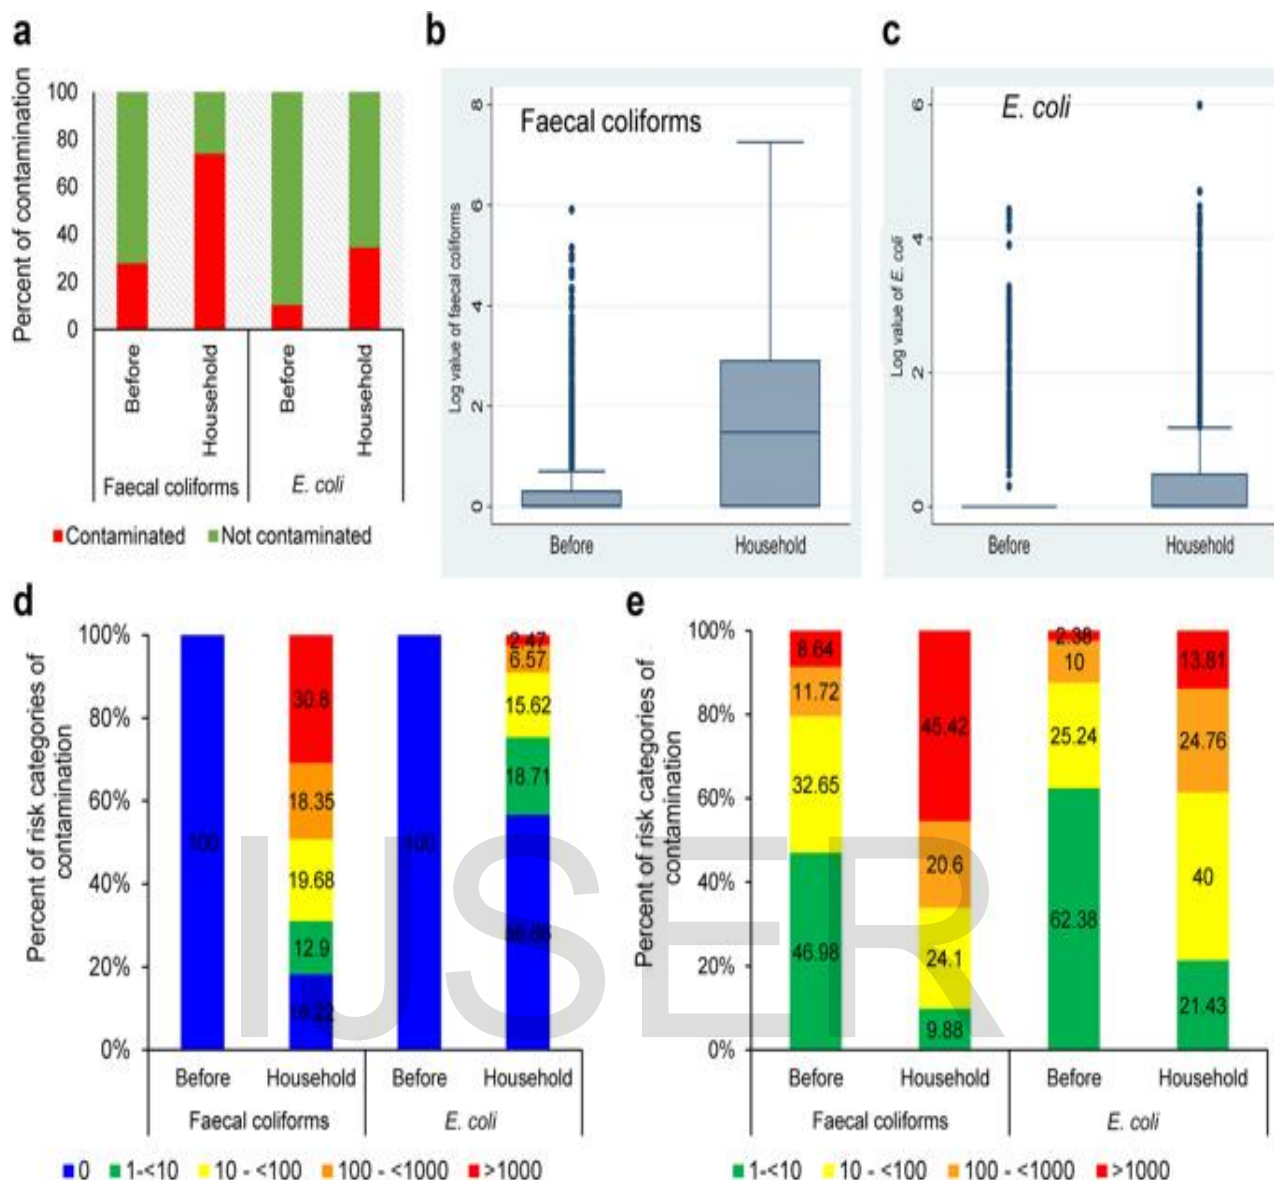 a
Percent of contamination
100
80
60
40
20
0
Before
Household
Before
Household
Faecal coliforms
E. coli
Contaminated
Not contaminated
b
Faecal coliforms
Log value of faecal coliforms
8
6
4
2
0
Before
Household
c
E. coli
Log value of E. coli
6
4
2
0
Before
Household
d
Percent of risk categories of
contamination
100%
80%
60%
40%
20%
0%
100
30.8
18.35
19.68
12.9
18.22
100
2.47
6.57
15.62
18.71
Before
Household
Before
Household
Faecal coliforms
E. coli
0
1-<10
10 - <100
100 - <1000
>1000
e
Percent of risk categories of
contamination
100%
80%
60%
40%
20%
0%
8.64
11.72
32.65
46.98
45.42
20.6
24.1
9.88
2.38
10
25.24
62.38
13.81
24.76
40
21.43
Before
Household
Before
Household
Faecal coliforms
E. coli
1-<10
10 - <100
100 - <1000
>1000
IUSER